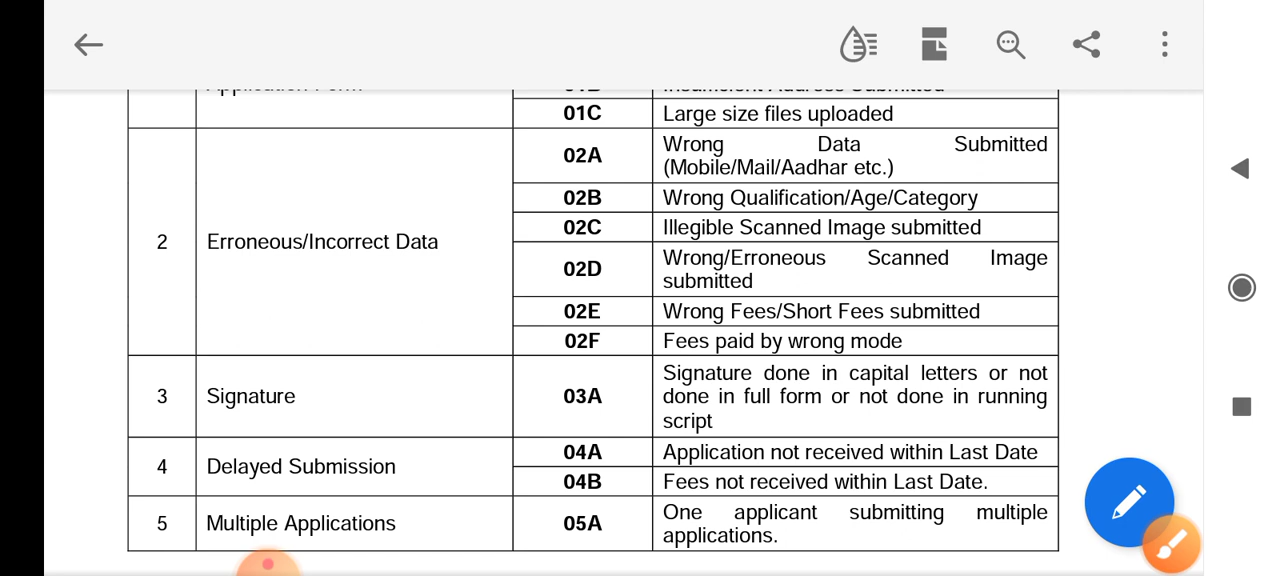 01C Large size files uploaded
Wrong Data Submitted
02A
(Mobile/Mail/Aadhar etc.)
02B Wrong Qualification/Age/Category
02C Illegible Scanned Image submitted
2 Erroneous/Incorrect Data
Wrong/Erroneous Scanned Image
02D
submitted
02E Wrong Fees/Short Fees submitted
02F Fees paid by wrong mode
Signature done in capital letters or not
3 Signature 03A done in full form or not done in running
script
04A Application not received within Last Date
4 Delayed Submission
04B Fees not received within Last Date.
One applicant submitting multiple
5 Multiple Applications 05A
applications.